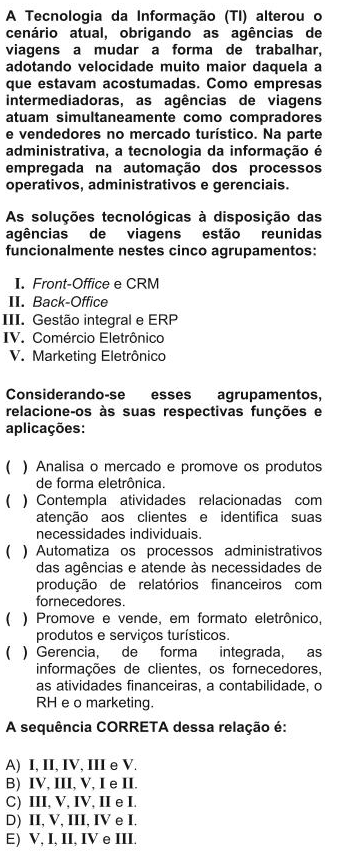 A Tecnologia da Informação (TI) alterou o
cenário atual, obrigando as agências de
viagens a mudar a forma de trabalhar,
adotando velocidade muito maior daquela a
que estavam acostumadas. Como empresas
intermediadoras, as agências de viagens
atuam simultaneamente como compradores
e vendedores no mercado turístico. Na parte
administrativa, a tecnologia da informação é
empregada na automação dos processos
operativos, administrativos e gerenciais.
As soluções tecnológicas à disposição das
agências de viagens estão reunidas
funcionalmente nestes cinco agrupamentos:
I. Front-Office e CRM
II. Back-Office
III. Gestão integral e ERP
IV. Comércio Eletrônico
V. Marketing Eletrônico
Considerando-se esses agrupamentos,
relacione-os às suas respectivas funções e
aplicações:
( ) Analisa o mercado e promove os produtos
de forma eletrônica.
( ) Contempla atividades relacionadas com
atenção aos clientes e identifica suas
necessidades individuais.
( ) Automatiza os processos administrativos
das agências e atende às necessidades de
produção de relatórios financeiros com
fornecedores.
( ) Promove e vende, em formato eletrônico,
produtos e serviços turísticos.
( ) Gerencia, de forma integrada, as
informações de clientes, os fornecedores,
as atividades financeiras, a contabilidade, o
RH e o marketing.
A sequência CORRETA dessa relação é:
A) I, II, IV, III e V.
B) IV, III, V, I e II.
C) III, V, IV, II e I.
D) II, V, III, IV e I.
E) V, I, II, IV e III.